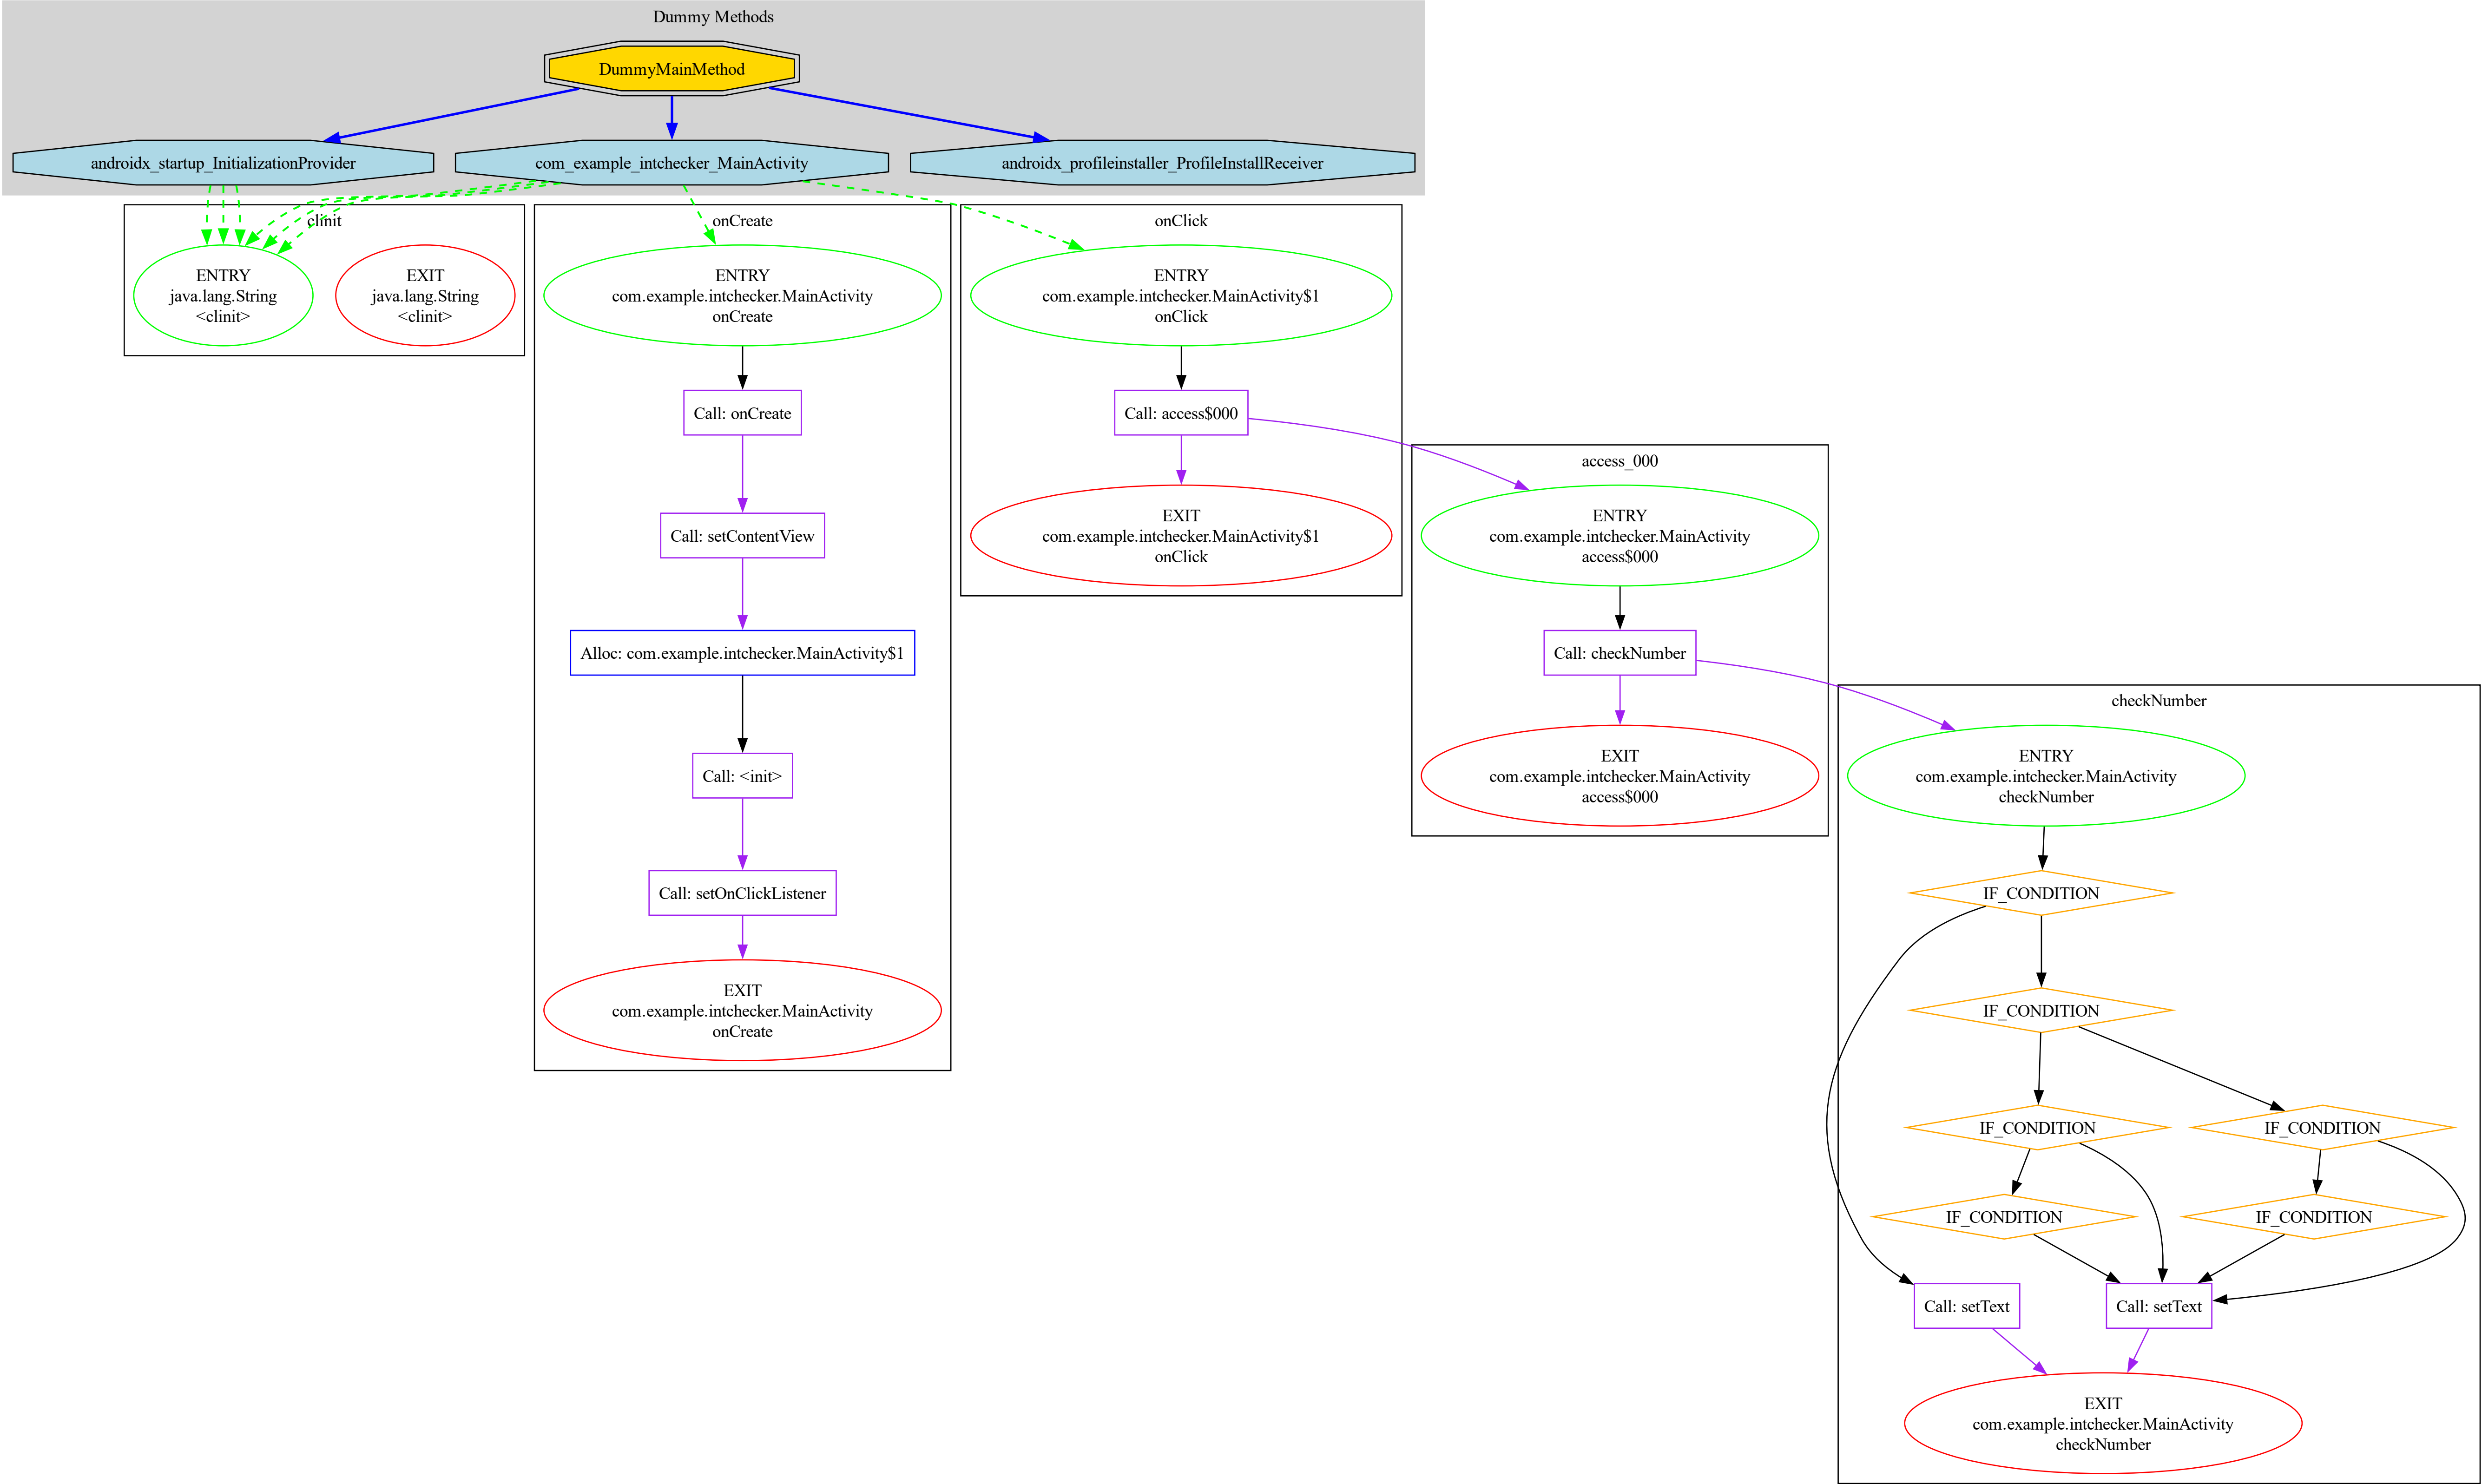 Dummy Methods
DummyMainMethod
androidx_startup_InitializationProvider
com_example_intchecker_MainActivity
androidx_profileinstaller_ProfileInstallReceiver
clinit
ENTRY
java.lang.String
<clinit>
EXIT
java.lang.String
<clinit>
onCreate
ENTRY
com.example.intchecker.MainActivity
onCreate
Call: onCreate
Call: setContentView
Alloc: com.example.intchecker.MainActivity$1
Call: <init>
Call: setOnClickListener
EXIT
com.example.intchecker.MainActivity
onCreate
onClick
ENTRY
com.example.intchecker.MainActivity$1
onClick
Call: access$000
EXIT
com.example.intchecker.MainActivity$1
onClick
access_000
ENTRY
com.example.intchecker.MainActivity
access$000
Call: checkNumber
EXIT
com.example.intchecker.MainActivity
access$000
checkNumber
ENTRY
com.example.intchecker.MainActivity
checkNumber
IF_CONDITION
IF_CONDITION
IF_CONDITION
IF_CONDITION
IF_CONDITION
IF_CONDITION
Call: setText
Call: setText
EXIT
com.example.intchecker.MainActivity
checkNumber